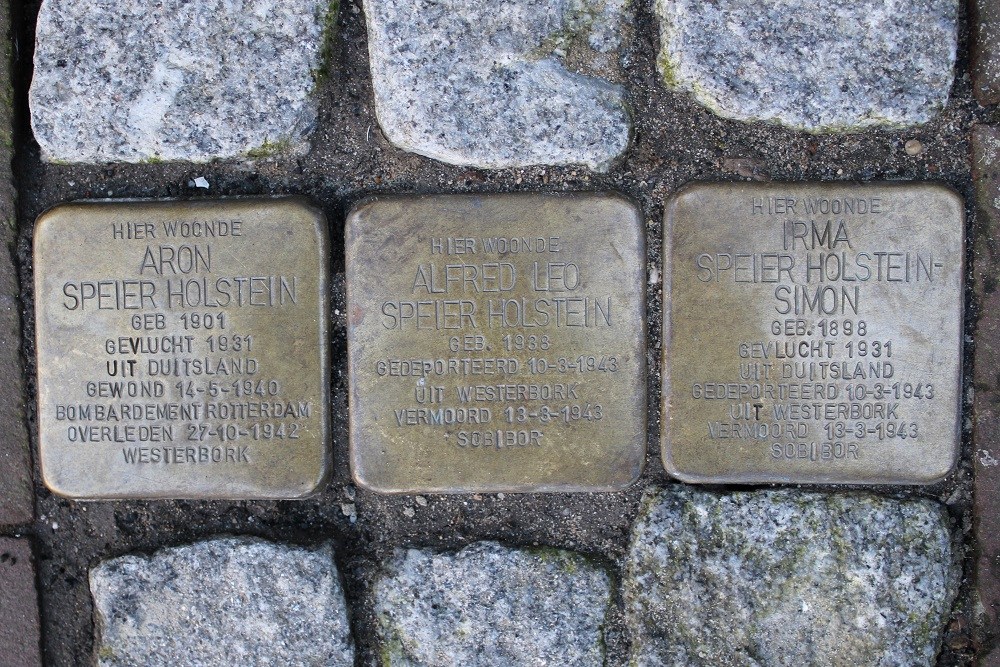 HIER WOONDE
ARON
SPEIER HOLSTEIN
GEB 1901
GEVLUCHT 1931
UIT DUITSLAND
GEWOND 14-5-1940
BOMBARDEMENT ROTTERDAM
OVERLEDEN 27-10-1942
WESTERBORK
HIER WOONDE
ALFRED LEO
SPEIER HOLSTEIN
GEB. 1938
GEDEPORTEERD 10-3-1943
UIT WESTERBORK
VERMOORD 13-3-1943
SOBIBOR
HIER WOONDE
IRMA
SPEIER HOLSTEIN-
SIMON
GEB. 1898
GEVLUCHT 1931
UIT DUITSLAND
GEDEPORTEERD 10-3-1943
UIT WESTERBORK
VERMOORD 13-3-1943
SOBIBOR